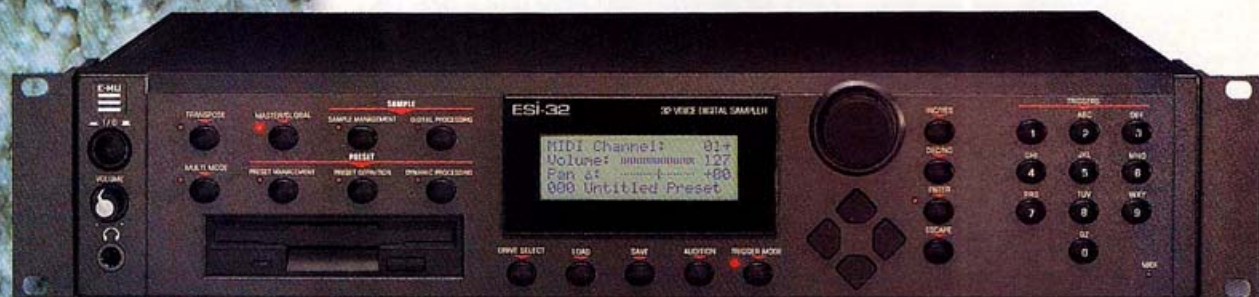 E-MU
1/0
VOLUME
TRANSPOSE
MASTER/GLOBAL
SAMPLE
SAMPLE MANAGEMENT
DIGITAL PROCESSING
MULTI MODE
PRESET
PRESET MANAGEMENT
PRESET DEFINITION
DYNAMIC PROCESSING
ESi-32
32 VOICE DIGITAL SAMPLER
MIDI Channel: 01+
Volume: 127
Pan Δ: +00
000 Untitled Preset
DRIVE SELECT
LOAD
SAVE
AUDITION
TRIGGER MODE
INC/YES
DEC/NO
ENTER
ESCAPE
TRIGGERS
ABC
DEF
1
2
3
GHI
JKL
MNO
4
5
6
PRS
TUV
WXY
7
8
9
QZ
0
MIDI